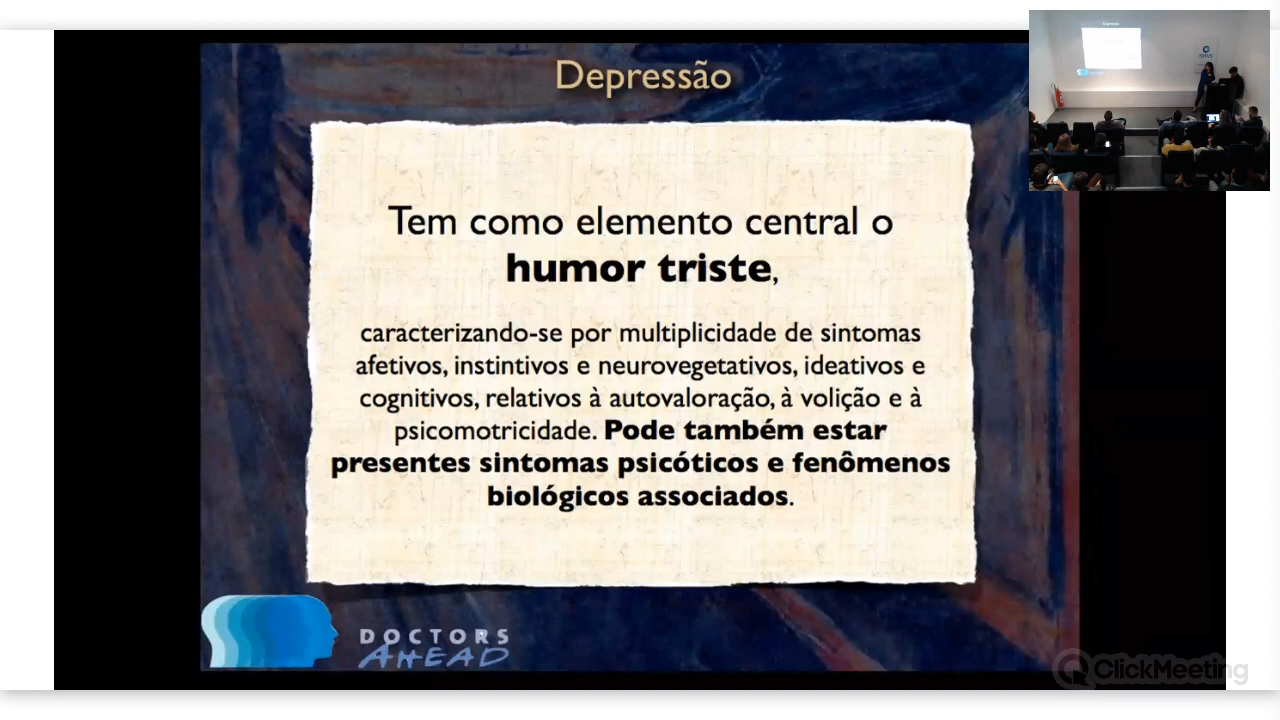 Depressão
Tem como elemento central o
humor triste,
caracterizando-se por multiplicidade de sintomas
afetivos, instintivos e neurovegetativos, ideativos e
cognitivos, relativos à autovaloração, à volição e à
psicomotricidade. Pode também estar
presentes sintomas psicóticos e fenômenos
biológicos associados.
DOCTORS
AHEAD
ClickMeeting